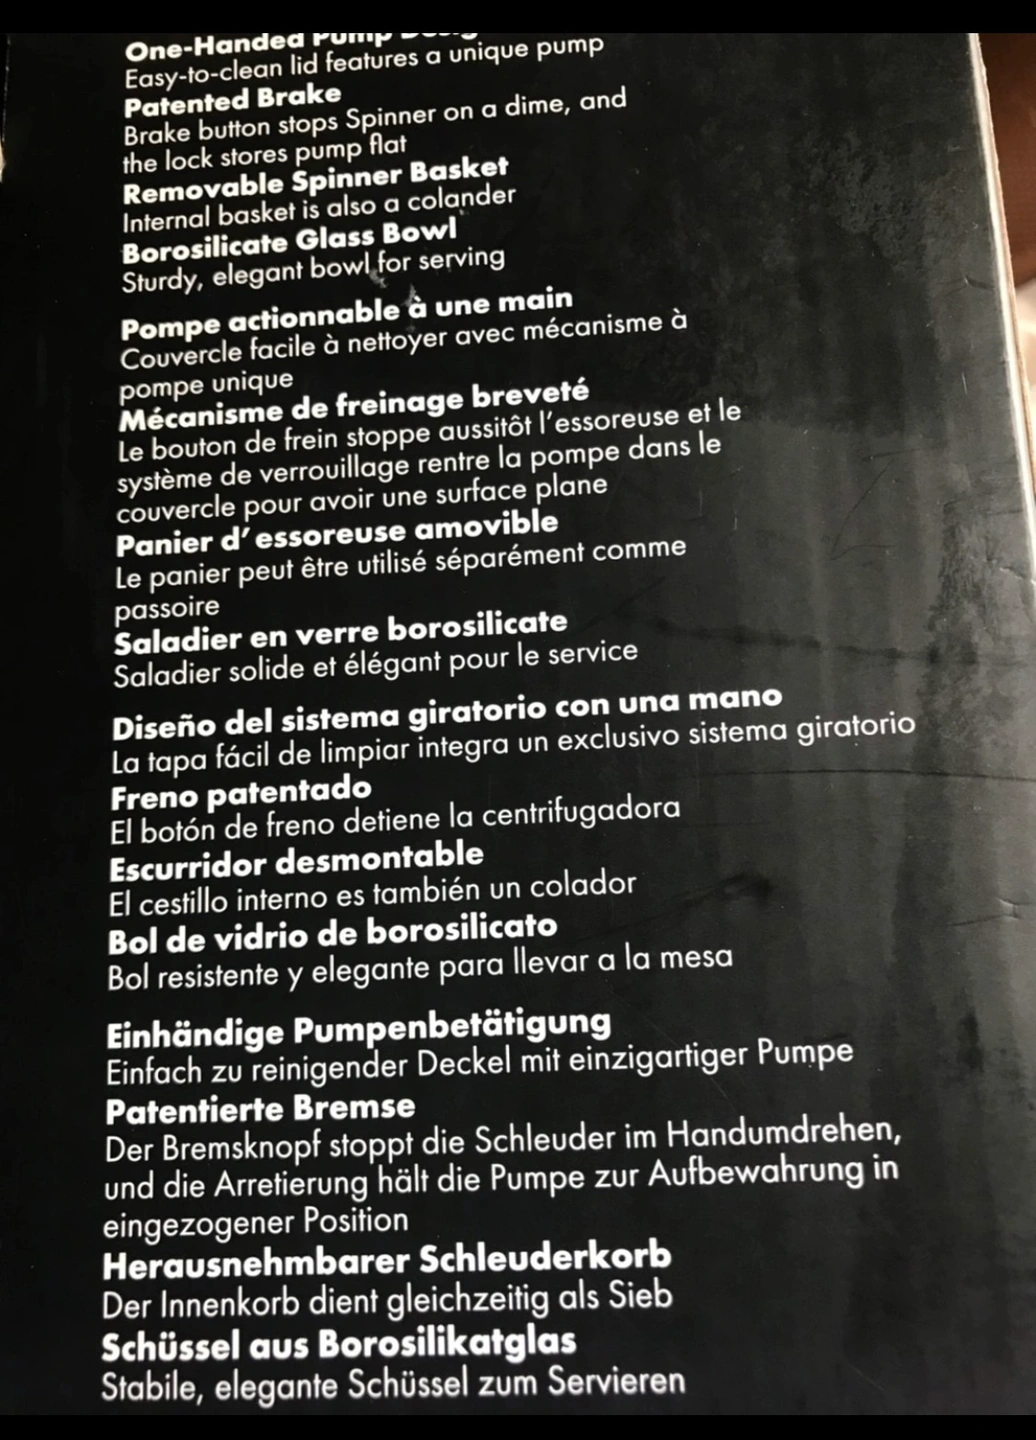 One-Handed Pump Desig
Easy-to-clean lid features a unique pump
Patented Brake
Brake button stops Spinner on a dime, and
the lock stores pump flat
Removable Spinner Basket
Internal basket is also a colander
Borosilicate Glass Bowl
Sturdy, elegant bowl for serving
Pompe actionnable à une main
Couvercle facile à nettoyer avec mécanisme à
pompe unique
Mécanisme de freinage breveté
Le bouton de frein stoppe aussitôt l'essoreuse et le
système de verrouillage rentre la pompe dans le
couvercle pour avoir une surface plane
Panier d'essoreuse amovible
Le panier peut être utilisé séparément comme
passoire
Saladier en verre borosilicate
Saladier solide et élégant pour le service
Diseño del sistema giratorio con una mano
La tapa fácil de limpiar integra un exclusivo sistema giratorio
Freno patentado
El botón de freno detiene la centrifugadora
Escurridor desmontable
El cestillo interno es también un colador
Bol de vidrio de borosilicato
Bol resistente y elegante para llevar a la mesa
Einhändige Pumpenbetätigung
Einfach zu reinigender Deckel mit einzigartiger Pumpe
Patentierte Bremse
Der Bremsknopf stoppt die Schleuder im Handumdrehen,
und die Arretierung hält die Pumpe zur Aufbewahrung in
eingezogener Position
Herausnehmbarer Schleuderkorb
Der Innenkorb dient gleichzeitig als Sieb
Schüssel aus Borosilikatglas
Stabile, elegante Schüssel zum Servieren